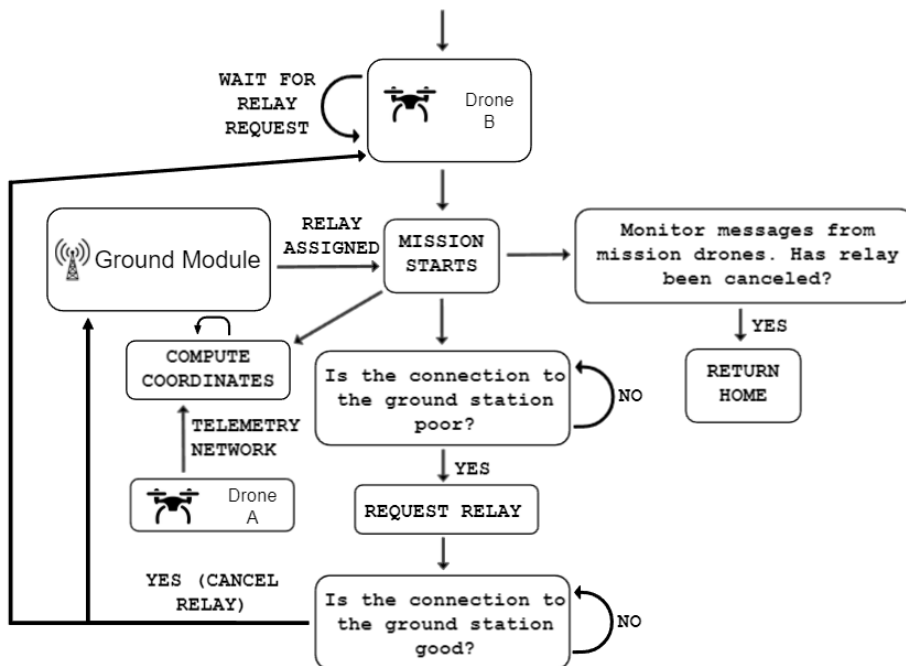 WAIT FOR
RELAY
REQUEST
Drone
B
Ground Module
RELAY
ASSIGNED
MISSION
STARTS
Monitor messages from
mission drones. Has relay
been canceled?
YES
RETURN
HOME
COMPUTE
COORDINATES
TELEMETRY
NETWORK
Drone
A
Is the connection to
the ground station
poor?
NO
YES
REQUEST RELAY
YES (CANCEL
RELAY)
Is the connection to
the ground station
good?
NO